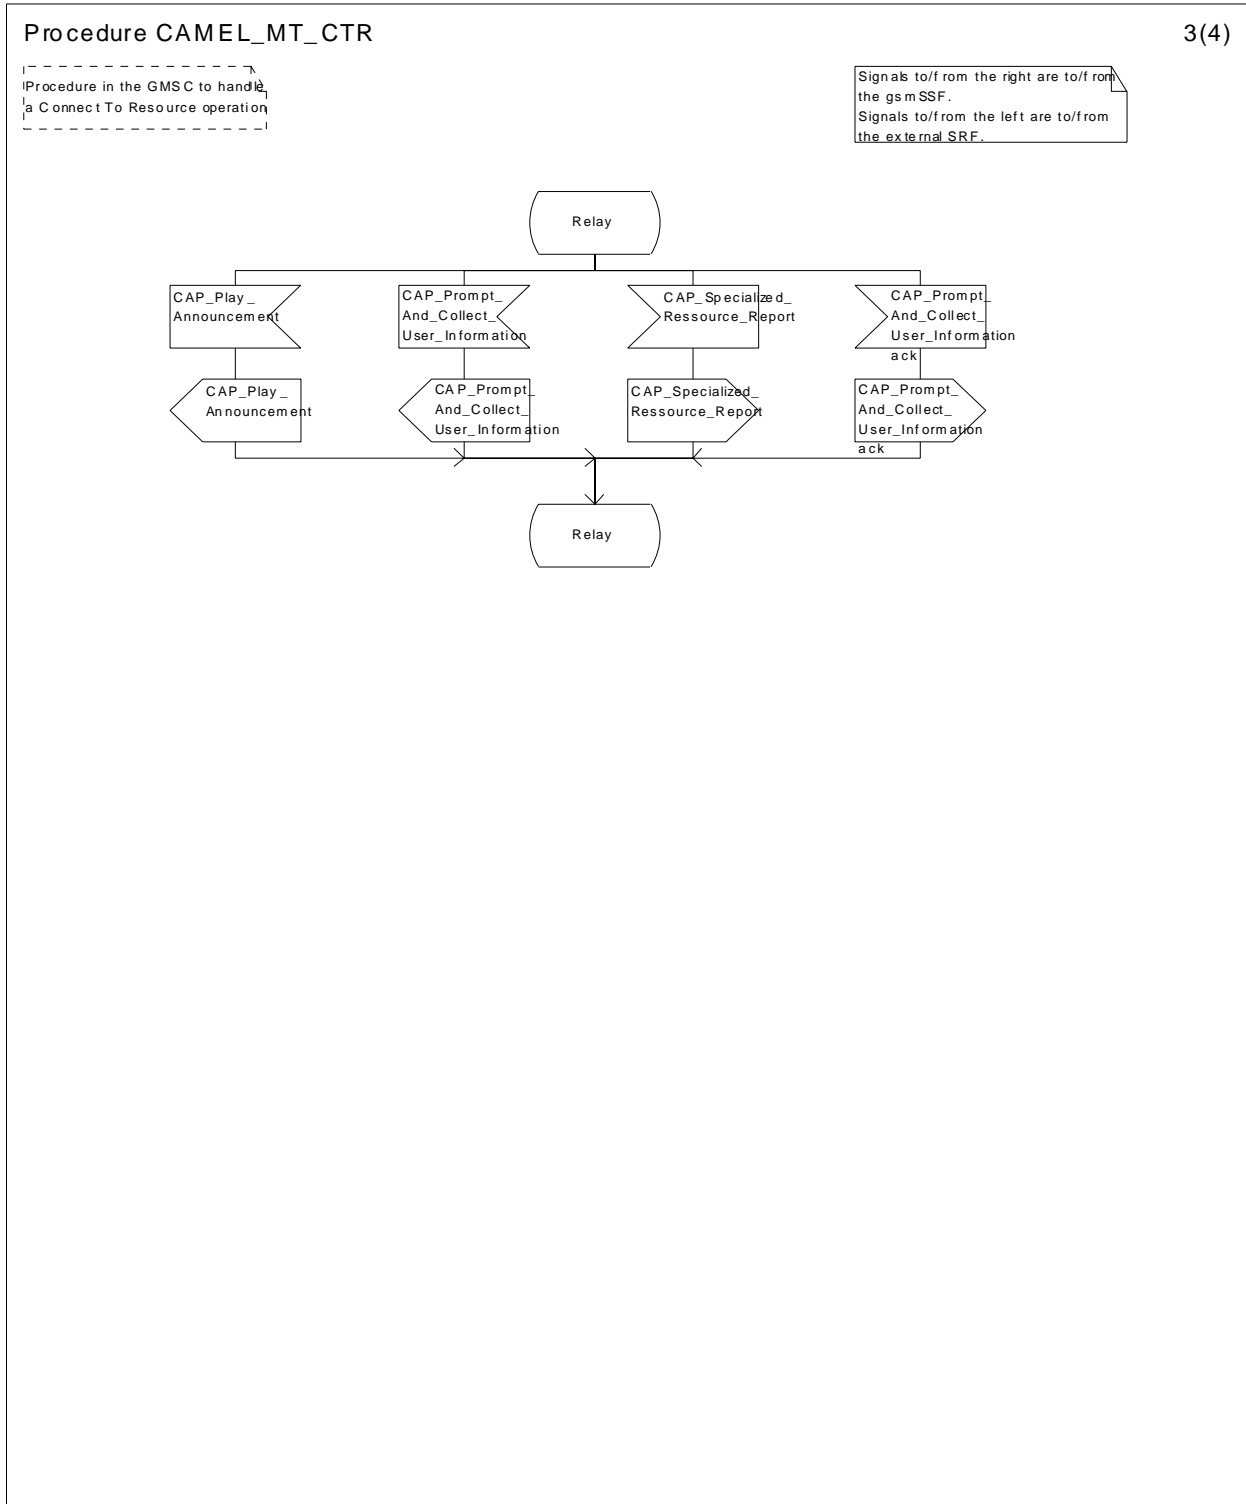 Procedure CAMEL_MT_CTR
3(4)
Procedure in the GMSC to handle
a Connect To Resource operation
Signals to/from the right are to/from
the gsmSSF.
Signals to/from the left are to/from
the external SRF.
Relay
CAP_Play_
Announcement
CAP_Prompt_
And_Collect_
User_Information
CAP_Specialized_
Ressource_Report
CAP_Prompt_
And_Collect_
User_Information
ack
CAP_Play_
Announcement
CAP_Prompt_
And_Collect_
User_Information
CAP_Specialized_
Ressource_Report
CAP_Prompt_
And_Collect_
User_Information
ack
Relay